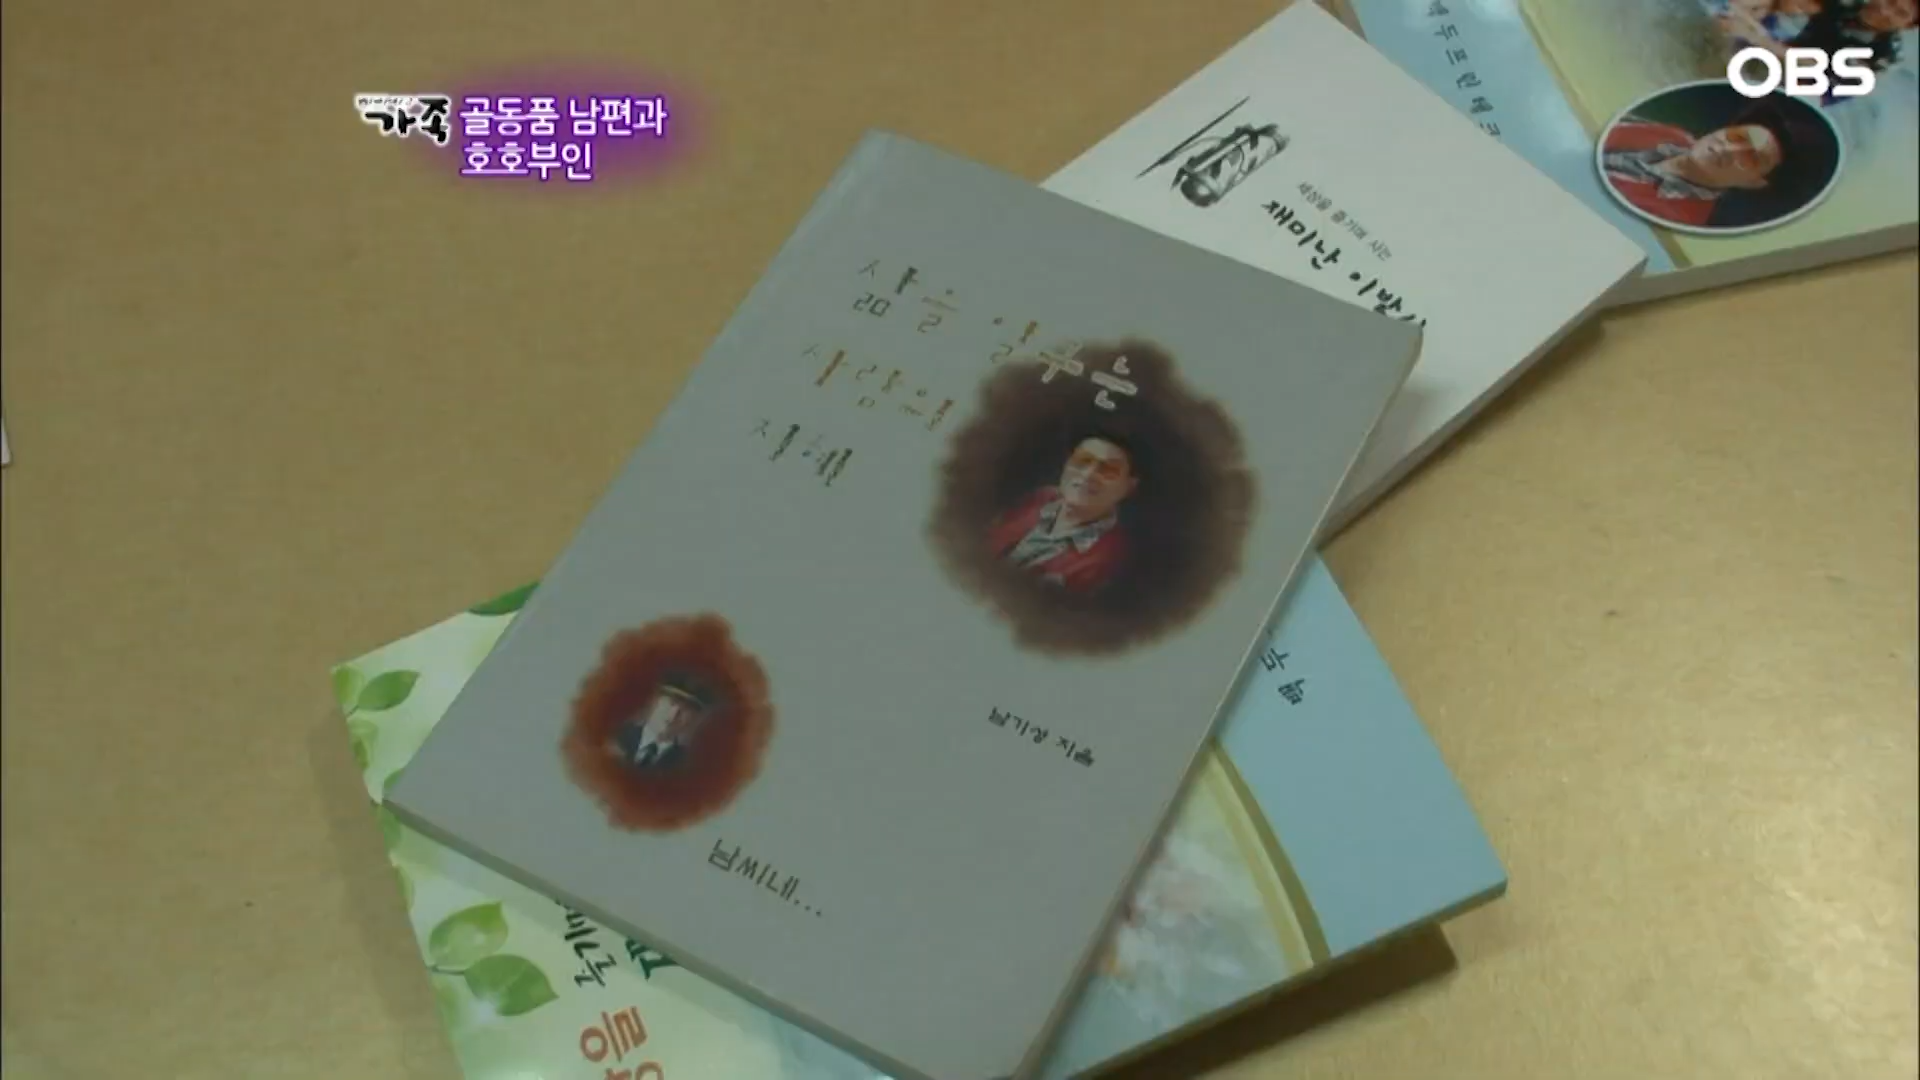 가족 골동품 남편과
호호부인
OBS
세상을 즐기며 사는
재미난 이발사
삶을 일구는
사람의
지혜
남기상 지음
남씨네...